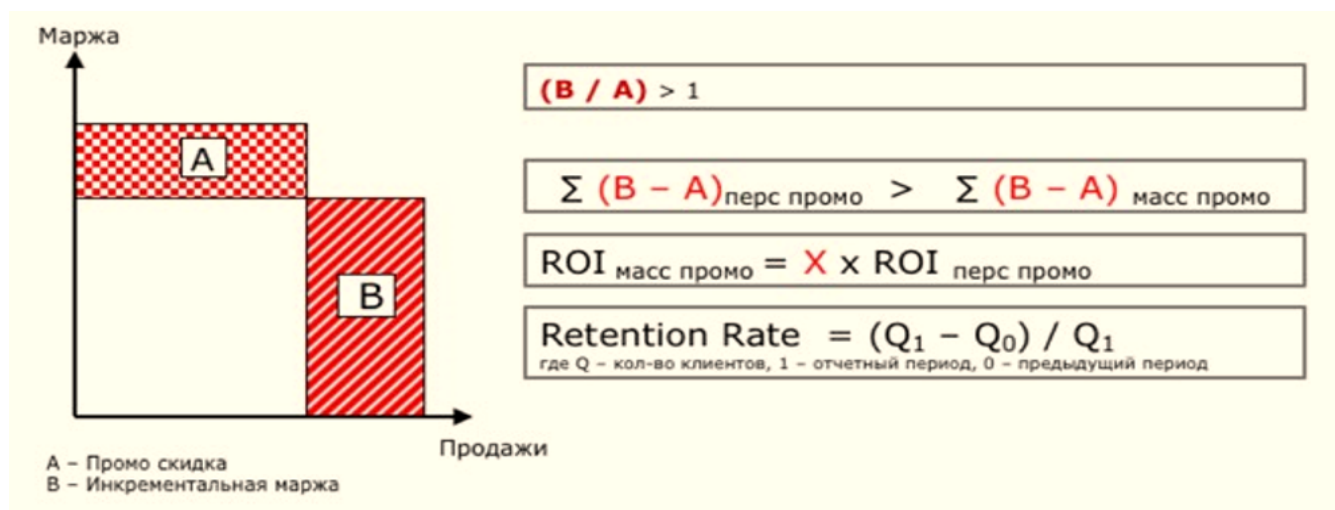 Маржа
A
B
Продажи
A – Промо скидка
B – Инкрементальная маржа
(B / A) > 1
Σ (B – A)перс промо > Σ (B – A) масс промо
ROI масс промо = X x ROI перс промо
Retention Rate = (Q1 – Q0) / Q1
где Q – кол-во клиентов, 1 – отчетный период, 0 – предыдущий период